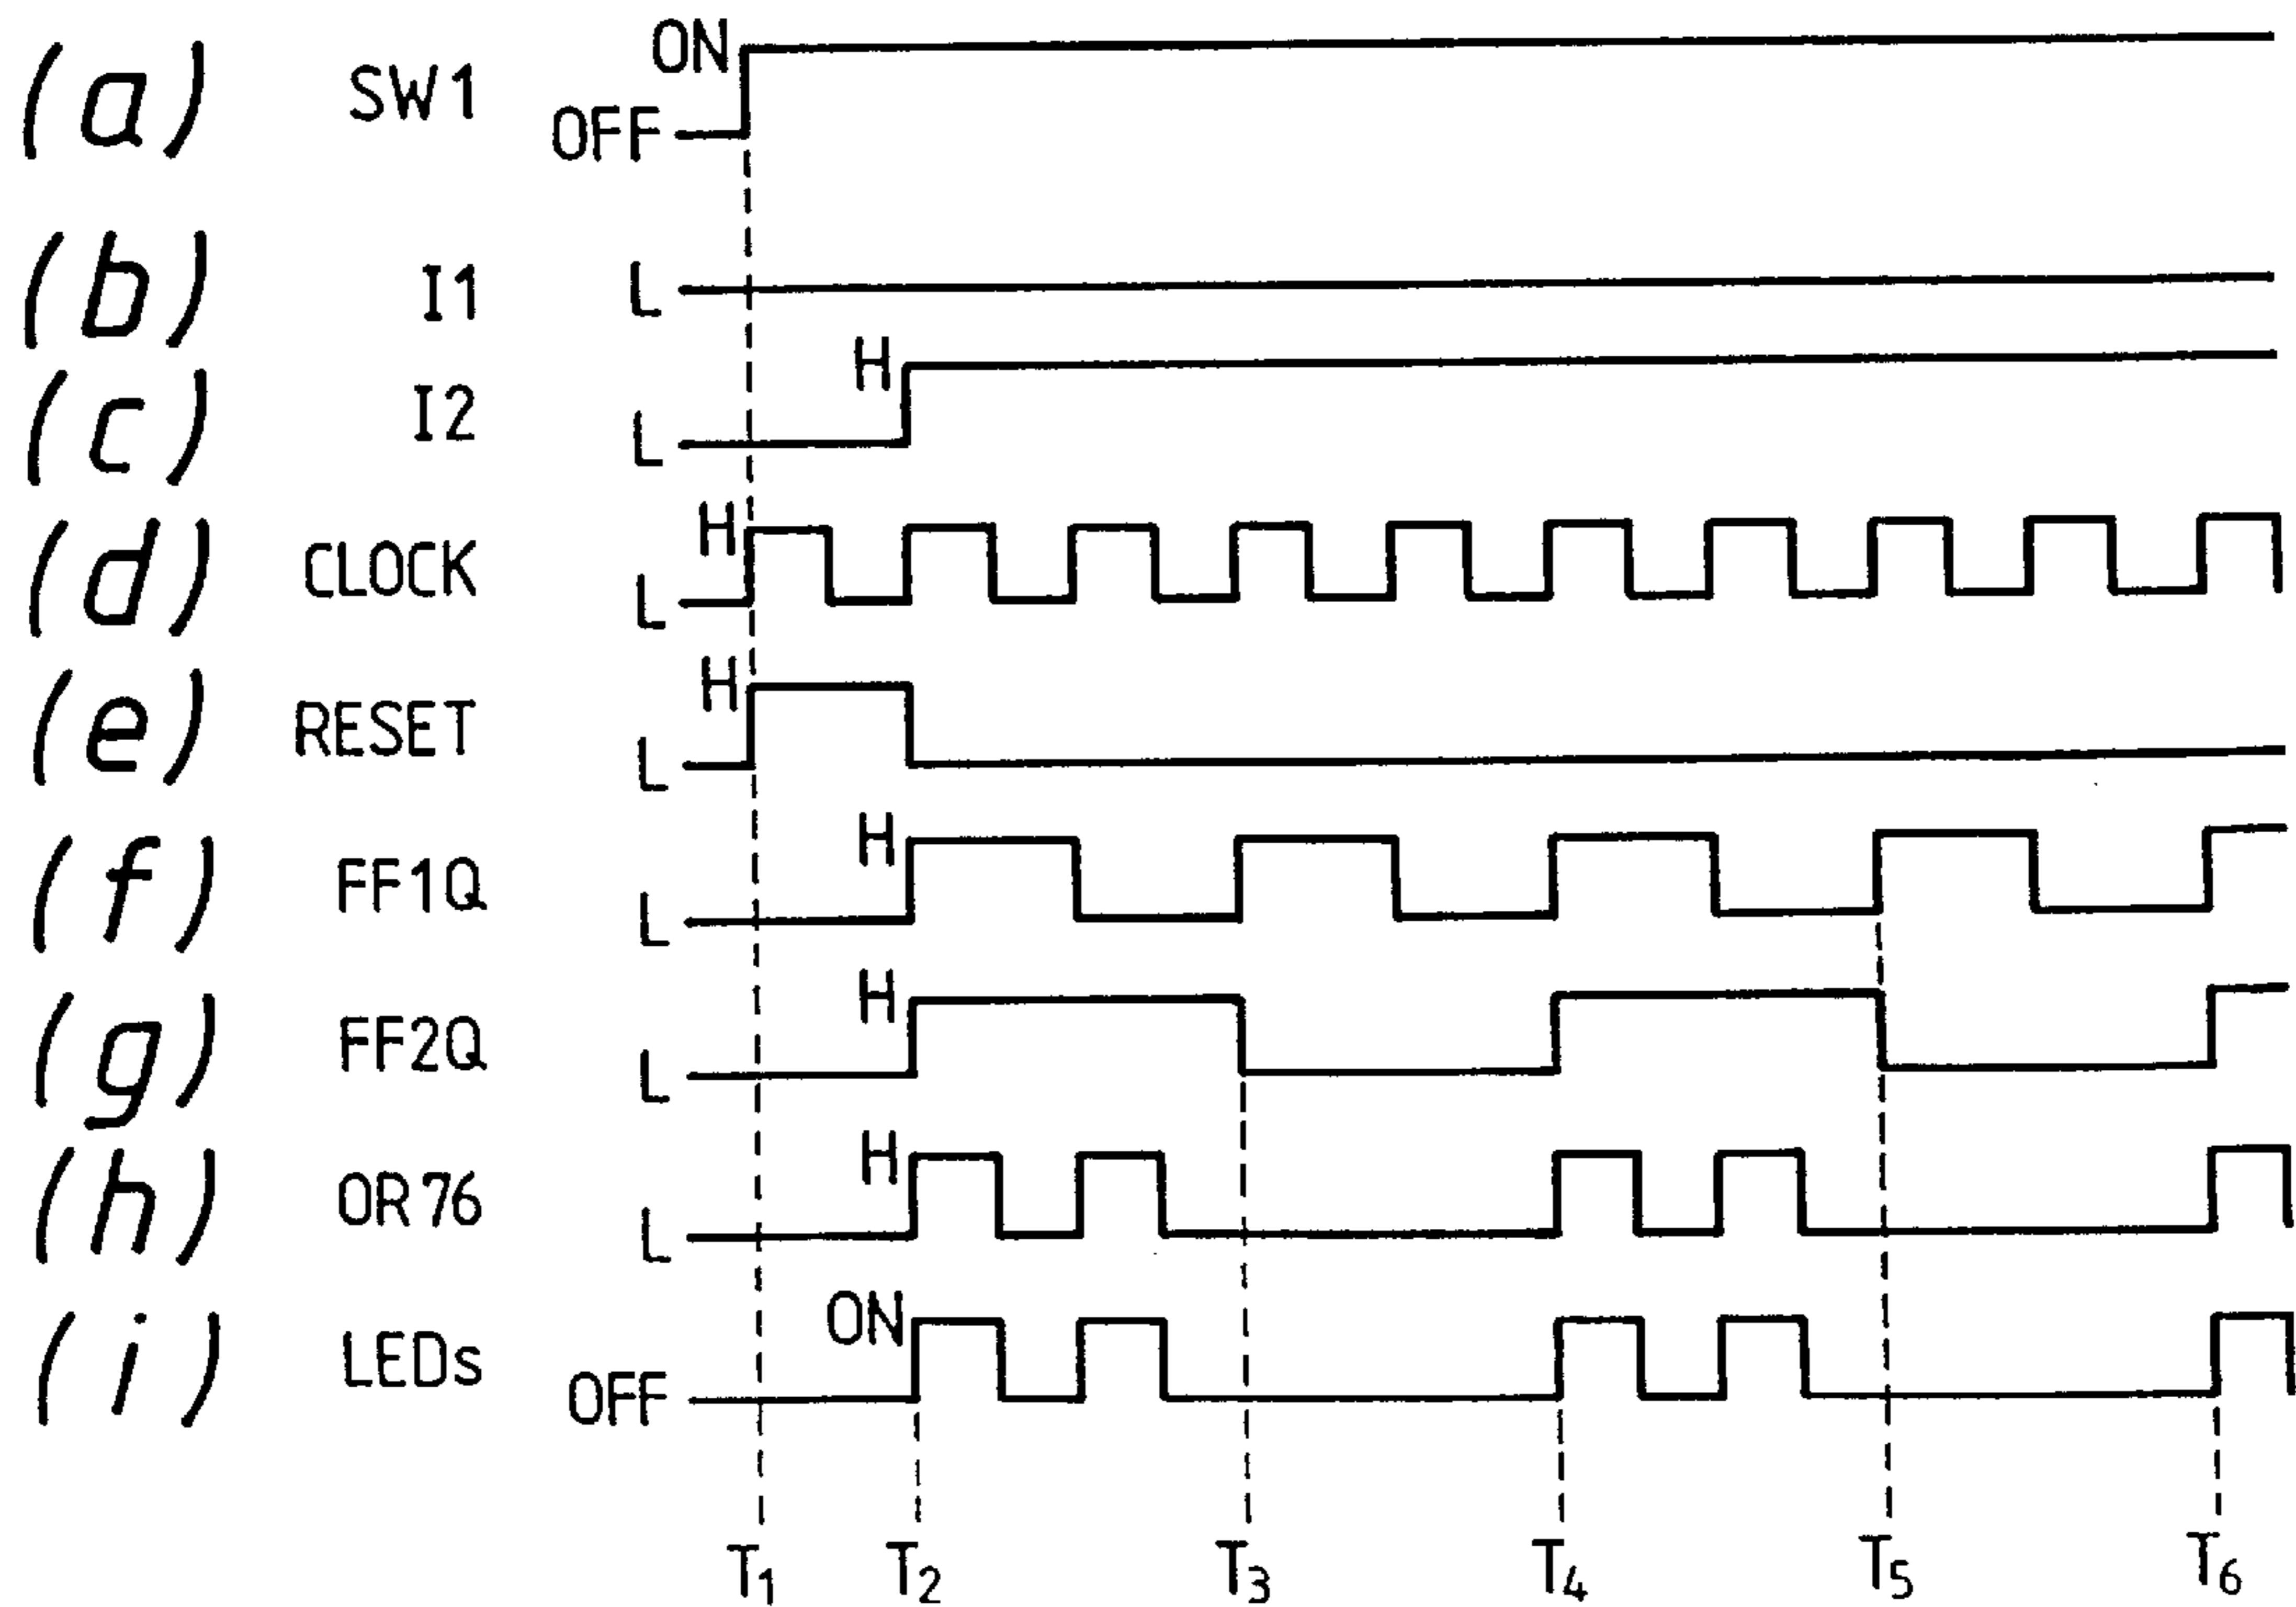 (a) SW1 ON OFF
(b) I1 L
(c) I2 H L
(d) CLOCK H L
(e) RESET H L
(f) FF1Q H L
(g) FF2Q H L
(h) OR76 H L
(i) LEDs ON OFF
T1 T2 T3 T4 T5 T6